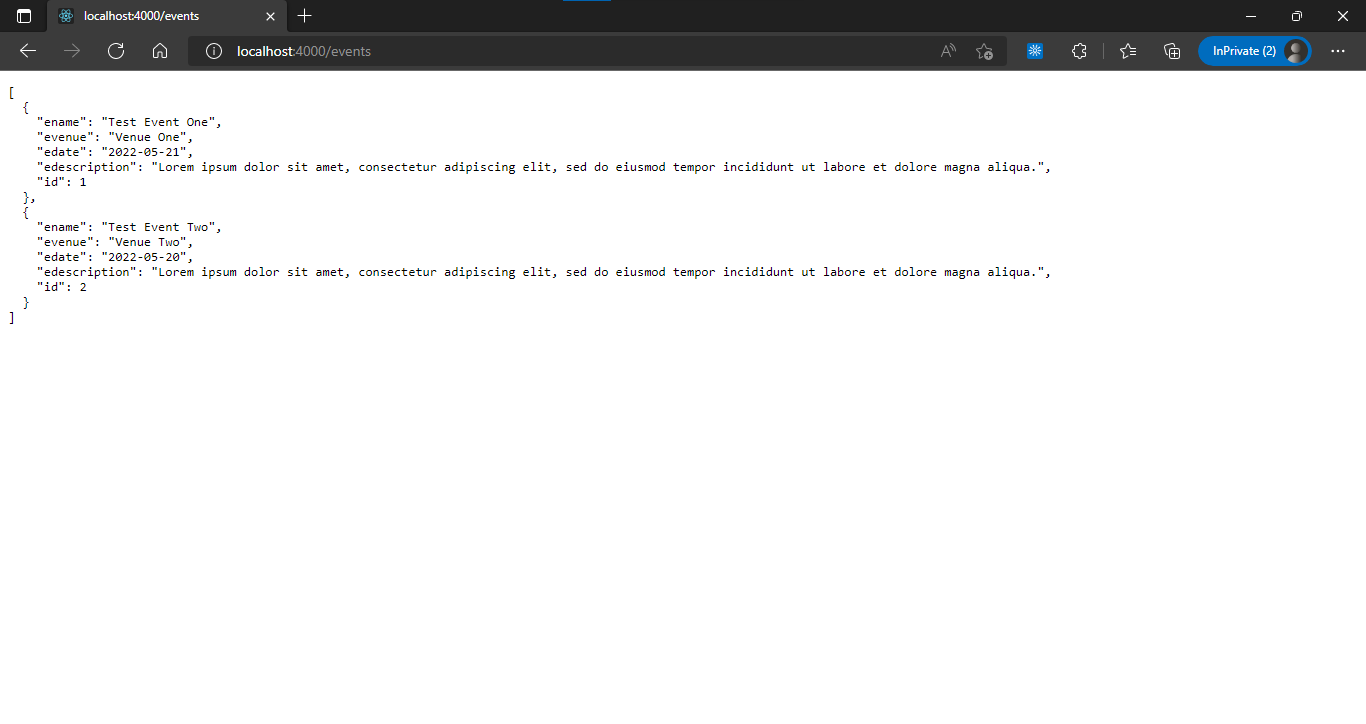 localhost:4000/events
localhost:4000/events
InPrivate (2)
[
  {
    "ename": "Test Event One",
    "evenue": "Venue One",
    "edate": "2022-05-21",
    "edescription": "Lorem ipsum dolor sit amet, consectetur adipiscing elit, sed do eiusmod tempor incididunt ut labore et dolore magna aliqua.",
    "id": 1
  },
  {
    "ename": "Test Event Two",
    "evenue": "Venue Two",
    "edate": "2022-05-20",
    "edescription": "Lorem ipsum dolor sit amet, consectetur adipiscing elit, sed do eiusmod tempor incididunt ut labore et dolore magna aliqua.",
    "id": 2
  }
]